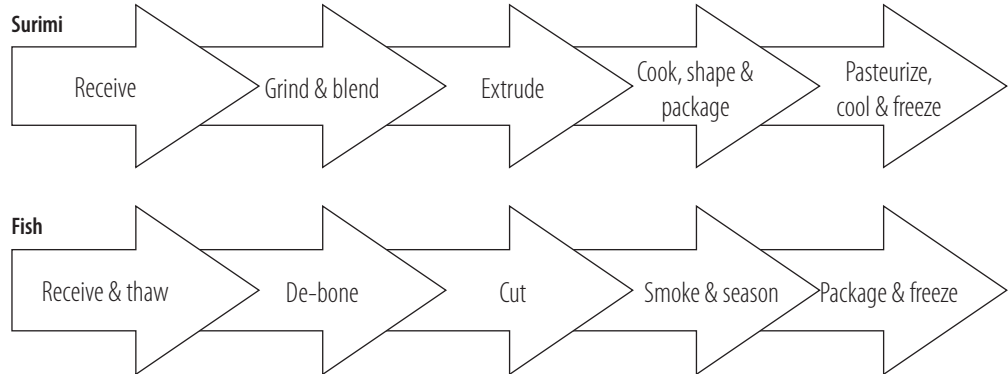 Surimi
Receive
Grind & blend
Extrude
Cook, shape &
package
Pasteurize,
cool & freeze
Fish
Receive & thaw
De-bone
Cut
Smoke & season
Package & freeze